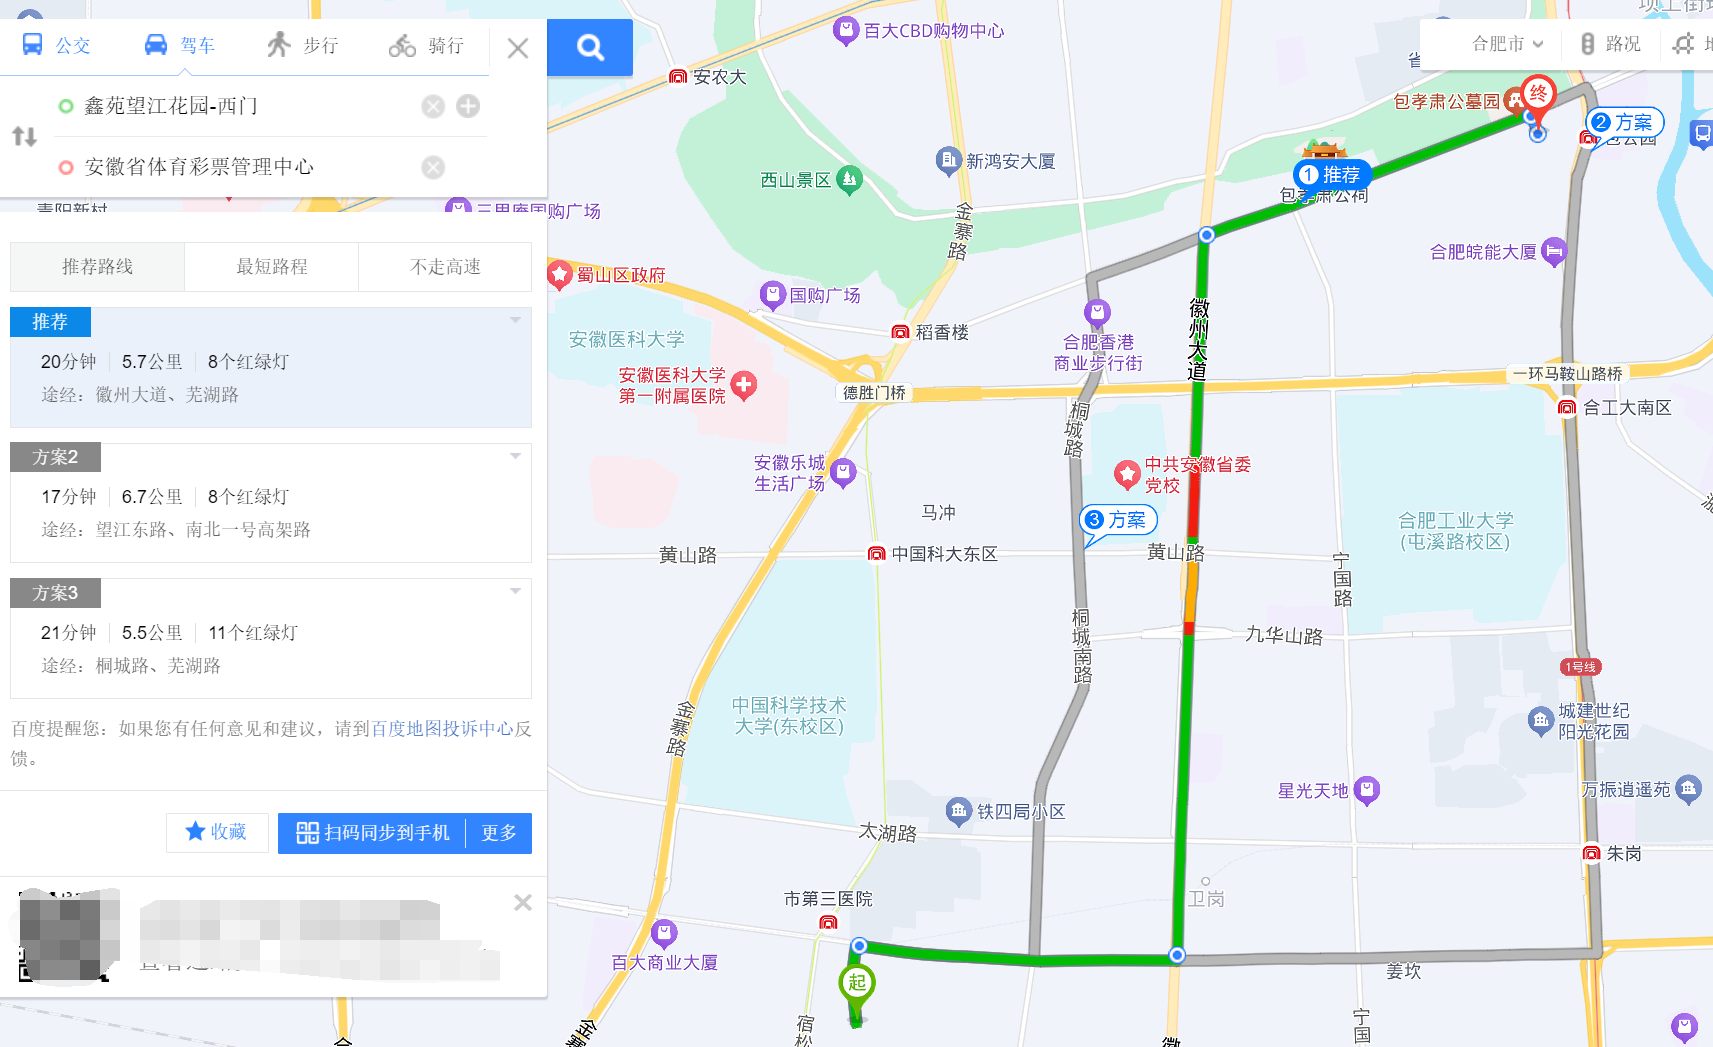 公交
驾车
步行
骑行
鑫苑望江花园-西门
安徽省体育彩票管理中心
推荐路线
最短路程
不走高速
推荐
20分钟
5.7公里
8个红绿灯
途经：徽州大道、芜湖路
方案2
17分钟
6.7公里
8个红绿灯
途经：望江东路、南北一号高架路
方案3
21分钟
5.5公里
11个红绿灯
途经：桐城路、芜湖路
百度提醒您：如果您有任何意见和建议，请到百度地图投诉中心反
馈。
收藏
扫码同步到手机
更多
合肥市
路况
百大CBD购物中心
安农大
包孝肃公墓园
终
2 方案
包公园
新鸿安大厦
西山景区
1 推荐
包孝肃公祠
青阳新村
三里庵国购广场
金寨路
合肥皖能大厦
蜀山区政府
国购广场
稻香楼
安徽医科大学
合肥香港
商业步行街
徽州大道
安徽医科大学
第一附属医院
德胜门桥
一环马鞍山路桥
合工大南区
桐城路
安徽乐城
生活广场
中共安徽省委
党校
马冲
3 方案
合肥工业大学
(屯溪路校区)
黄山路
中国科大东区
黄山路
宁国路
桐城南路
九华山路
1号线
中国科学技术
大学(东校区)
金寨路
城建世纪
阳光花园
星光天地
万振逍遥苑
铁四局小区
太湖路
朱岗
市第三医院
卫岗
百大商业大厦
姜坎
起
宿松
宁国
金寨